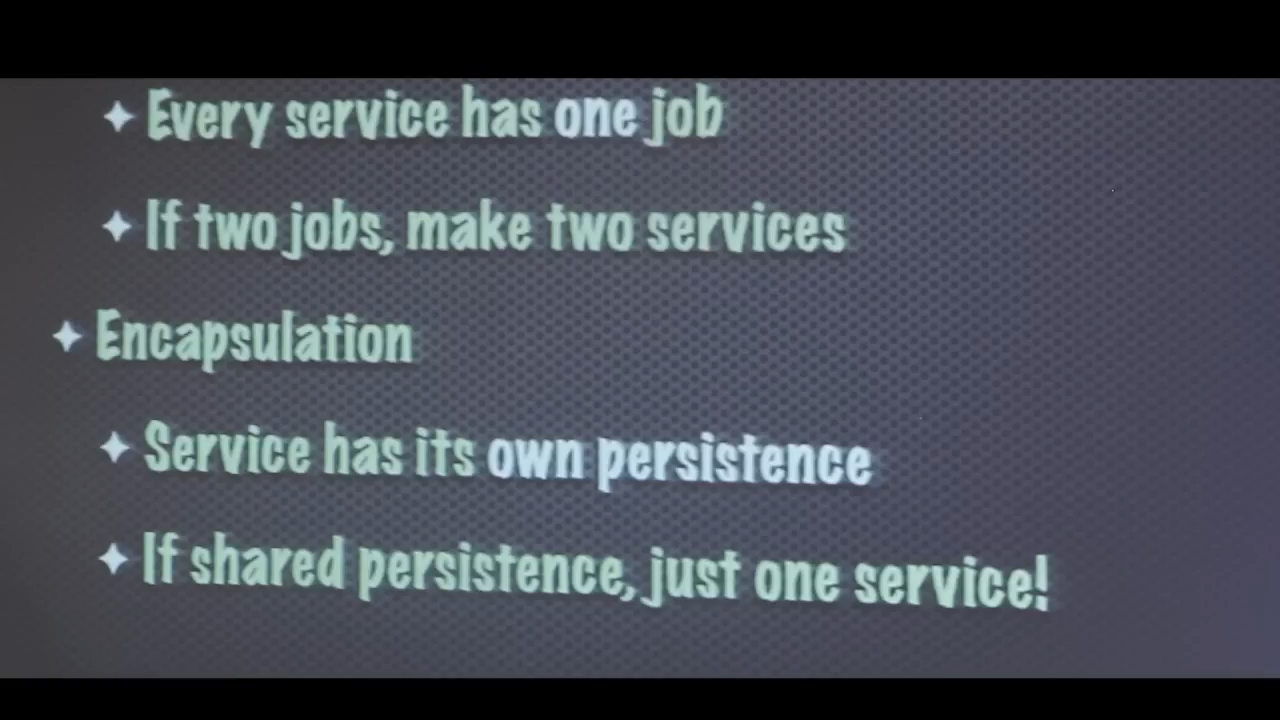 Every service has one job
If two jobs, make two services
Encapsulation
Service has its own persistence
If shared persistence, just one service!